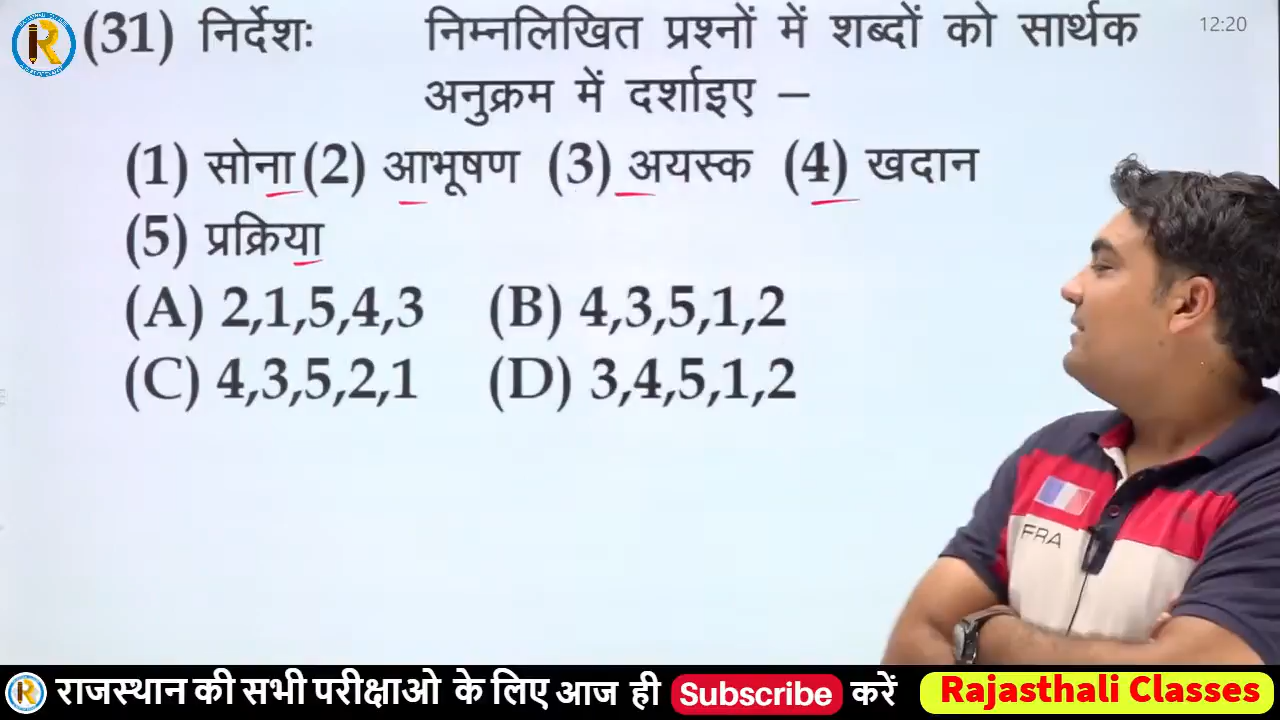 (31) निर्देशः निम्नलिखित प्रश्नों में शब्दों को सार्थक 12:20
अनुक्रम में दर्शाइए –
(1) सोना (2) आभूषण (3) अयस्क (4) खदान
(5) प्रक्रिया
(A) 2,1,5,4,3 (B) 4,3,5,1,2
(C) 4,3,5,2,1 (D) 3,4,5,1,2
FRA
राजस्थान की सभी परीक्षाओ के लिए आज ही Subscribe करें Rajasthali Classes